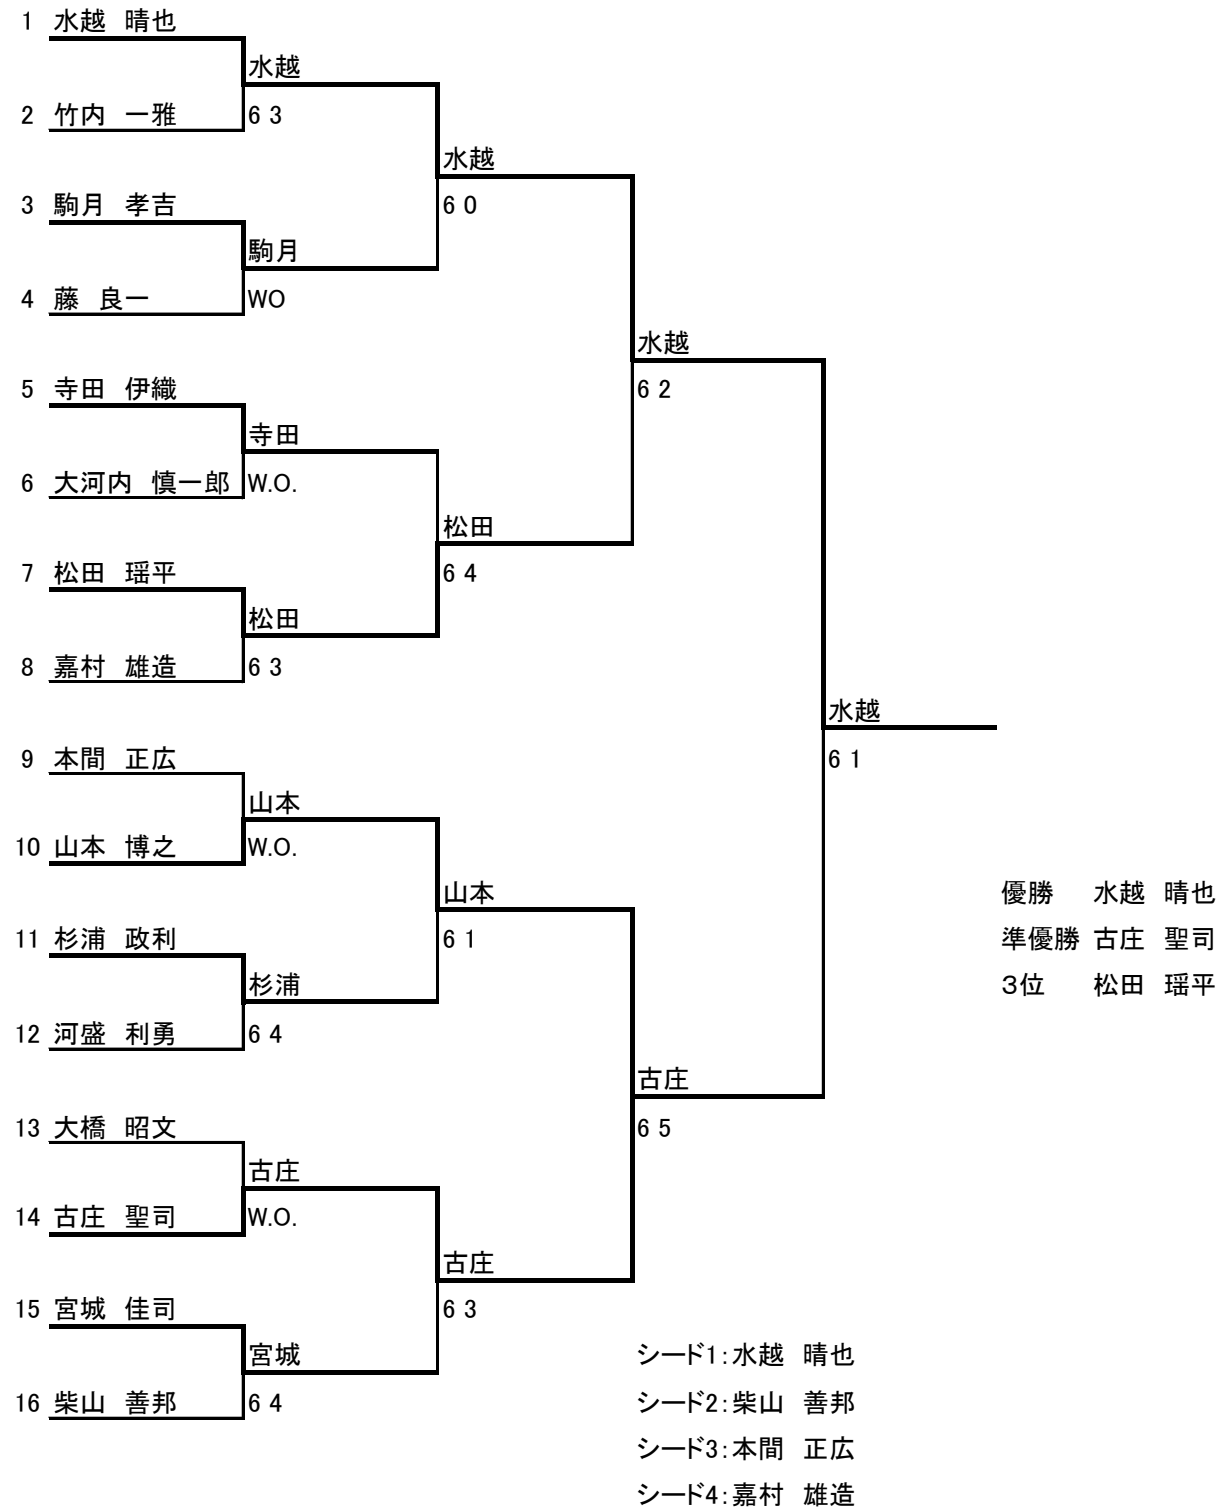 1 水越 晴也
水越
2 竹内 一雅 6 3
水越
3 駒月 孝吉 6 0
駒月
4 藤 良一 WO
水越
5 寺田 伊織 6 2
寺田
6 大河内 慎一郎 W.O.
松田
7 松田 瑶平 6 4
松田
8 嘉村 雄造 6 3
水越
9 本間 正広 6 1
山本
10 山本 博之 W.O.
山本
優勝 水越 晴也
11 杉浦 政利 6 1
準優勝 古庄 聖司
杉浦
3位 松田 瑶平
12 河盛 利勇 6 4
古庄
13 大橋 昭文 6 5
古庄
14 古庄 聖司 W.O.
古庄
15 宮城 佳司 6 3
宮城
シード1:水越 晴也
16 柴山 善邦 6 4
シード2:柴山 善邦
シード3:本間 正広
シード4:嘉村 雄造